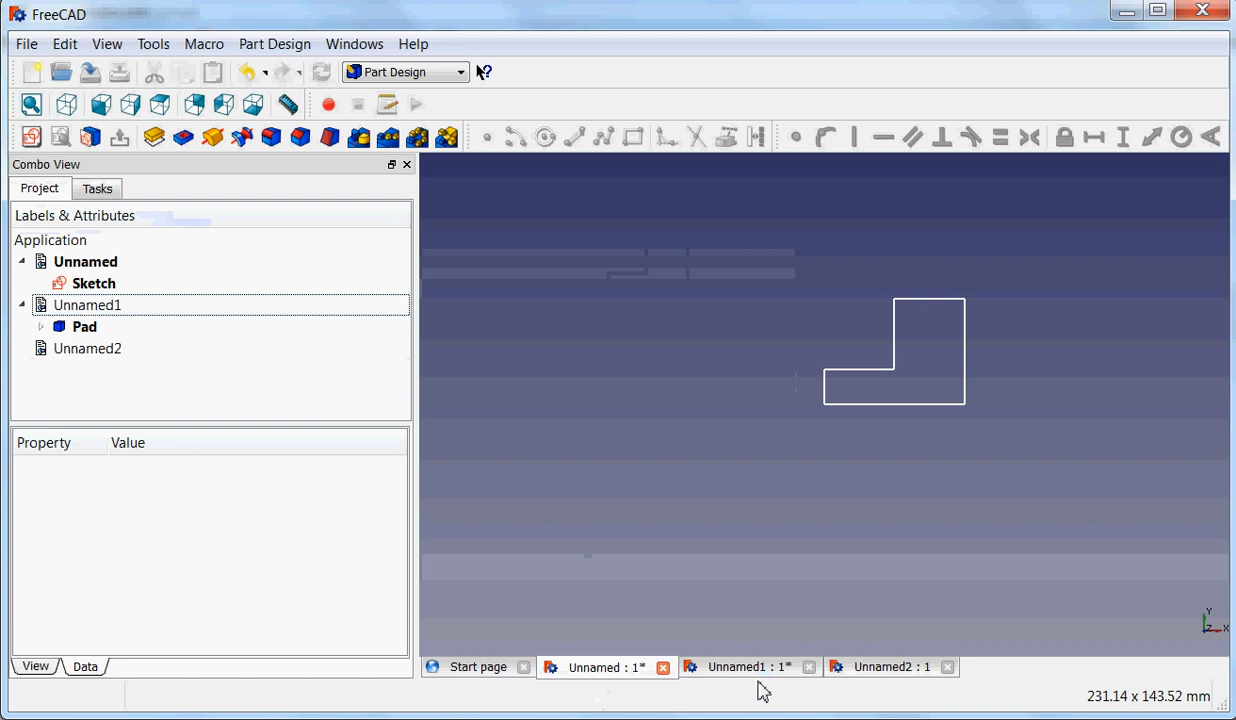 FreeCAD
File Edit View Tools Macro Part Design Windows Help
Part Design
Combo View
Project Tasks
Labels & Attributes
Application
Unnamed
Sketch
Unnamed1
Pad
Unnamed2
Property Value
Y
Z X
View Data
Start page Unnamed : 1* Unnamed1 : 1* Unnamed2 : 1
231.14 x 143.52 mm